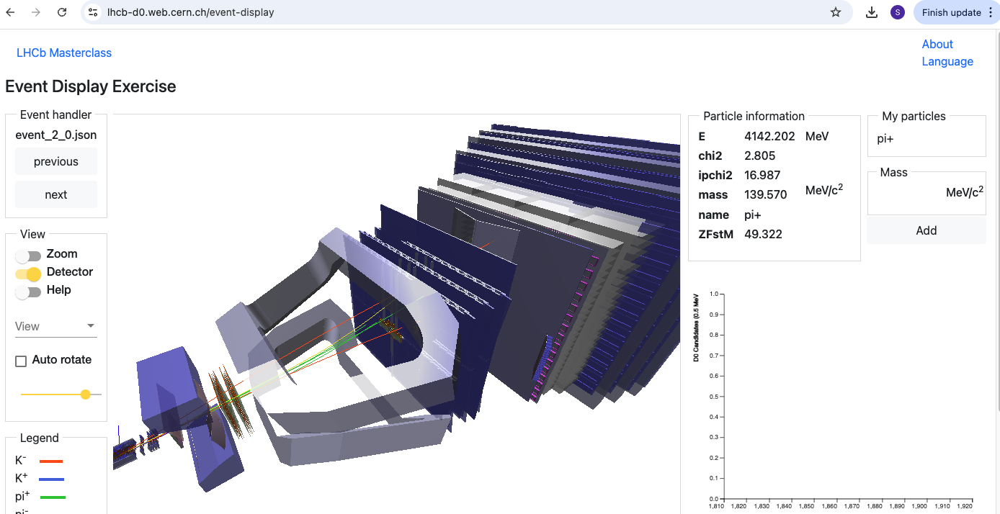 lhcb-d0.web.cern.ch/event-display
S
Finish update
LHCb Masterclass
About
Language
Event Display Exercise
Event handler
event_2_0.json
previous
next
View
Zoom
Detector
Help
View
Auto rotate
Legend
K-
K+
pi+
pi-
Particle information
E 4142.202 MeV
chi2 2.805
ipchi2 16.987
mass 139.570 MeV/c2
name pi+
ZFstM 49.322
My particles
pi+
Mass
MeV/c2
Add
D0 Candidates (0.5 MeV
1.0
0.9
0.8
0.7
0.6
0.5
0.4
0.3
0.2
0.1
0.0
1,810 1,820 1,830 1,840 1,850 1,860 1,870 1,880 1,890 1,900 1,910 1,920